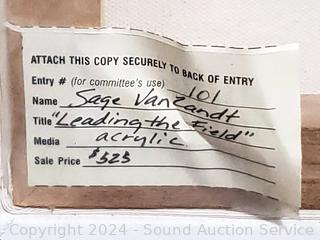 ATTACH THIS COPY SECURELY TO BACK OF ENTRY
Entry # (for committee's use) 101
Name Sage Vanzandt
Title "Leading the Field"
Media acrylic
Sale Price $525
Copyright © 2024 - Sound Auction Service